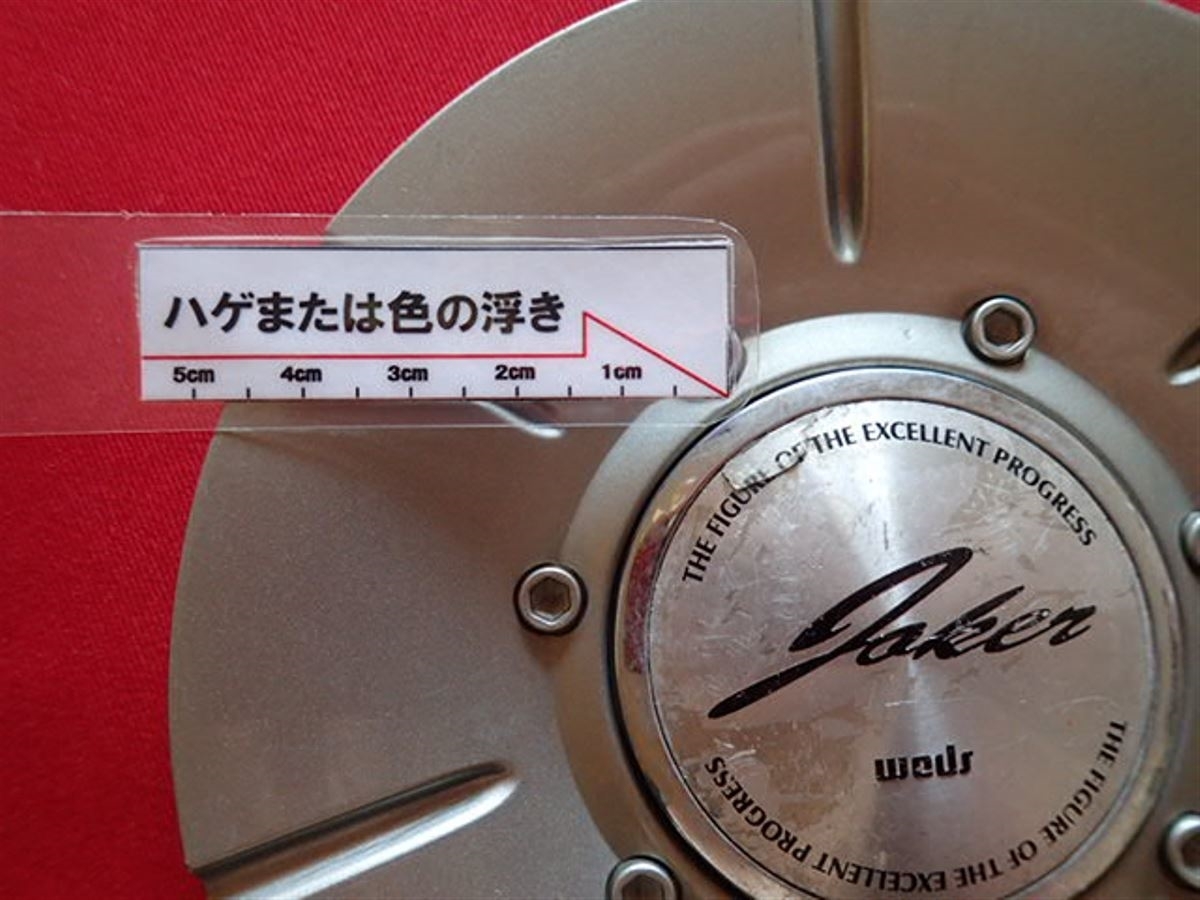 ハゲまたは色の浮き
5cm 4cm 3cm 2cm 1cm
THE FIGURE OF THE EXCELLENT PROGRESS
Joker
weds
THE FIGURE OF THE EXCELLENT PROGRESS